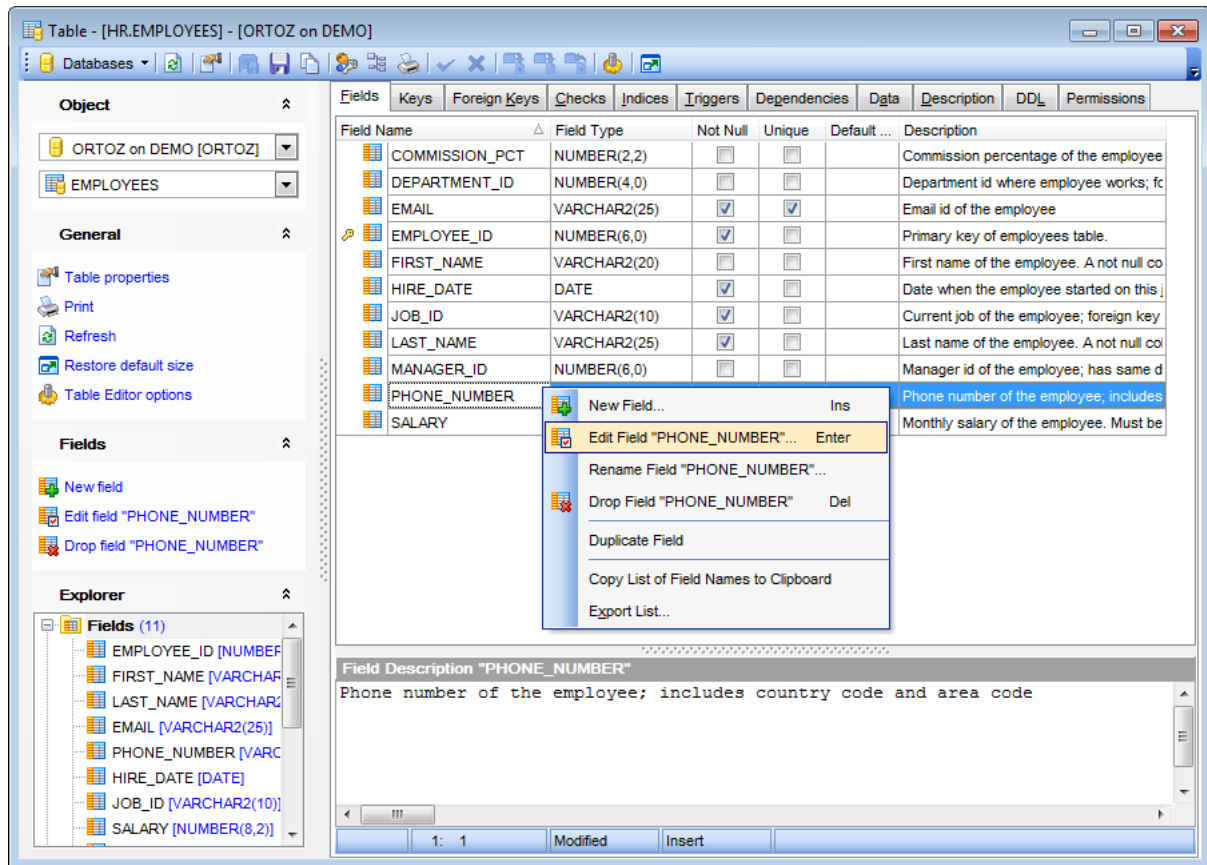 Table - [HR.EMPLOYEES] - [ORTOZ on DEMO]
Databases
Object
ORTOZ on DEMO [ORTOZ]
EMPLOYEES
General
Table properties
Print
Refresh
Restore default size
Table Editor options
Fields
New field
Edit field "PHONE_NUMBER"
Drop field "PHONE_NUMBER"
Explorer
Fields (11)
EMPLOYEE_ID [NUMBER
FIRST_NAME [VARCHAR
LAST_NAME [VARCHAR2
EMAIL [VARCHAR2(25)]
PHONE_NUMBER [VARC
HIRE_DATE [DATE]
JOB_ID [VARCHAR2(10)]
SALARY [NUMBER(8,2)]
Fields Keys Foreign Keys Checks Indices Triggers Dependencies Data Description DDL Permissions
Field Name Field Type Not Null Unique Default ... Description
COMMISSION_PCT NUMBER(2,2) Commission percentage of the employee
DEPARTMENT_ID NUMBER(4,0) Department id where employee works; fc
EMAIL VARCHAR2(25) Email id of the employee
EMPLOYEE_ID NUMBER(6,0) Primary key of employees table.
FIRST_NAME VARCHAR2(20) First name of the employee. A not null co
HIRE_DATE DATE Date when the employee started on this j
JOB_ID VARCHAR2(10) Current job of the employee; foreign key
LAST_NAME VARCHAR2(25) Last name of the employee. A not null col
MANAGER_ID NUMBER(6,0) Manager id of the employee; has same d
PHONE_NUMBER Phone number of the employee; includes
SALARY Monthly salary of the employee. Must be
New Field... Ins
Edit Field "PHONE_NUMBER"... Enter
Rename Field "PHONE_NUMBER"...
Drop Field "PHONE_NUMBER" Del
Duplicate Field
Copy List of Field Names to Clipboard
Export List...
Field Description "PHONE_NUMBER"
Phone number of the employee; includes country code and area code
1: 1 Modified Insert